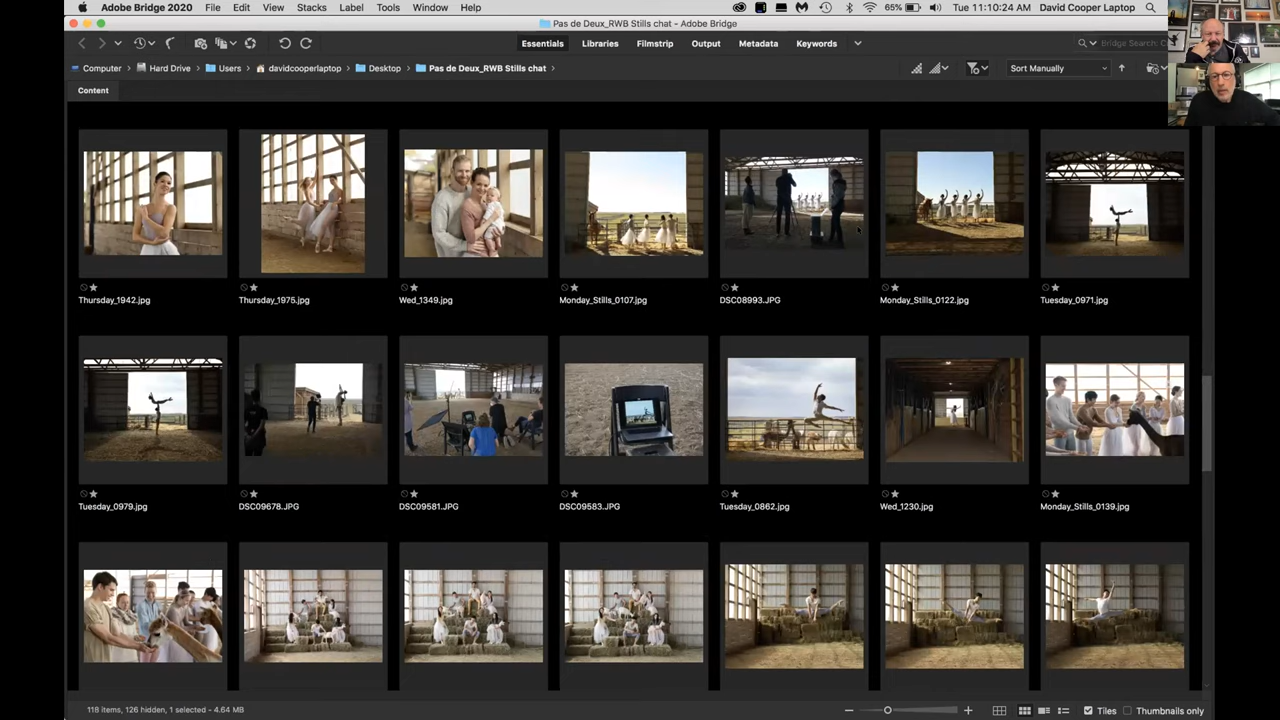 Adobe Bridge 2020 File Edit View Stacks Label Tools Window Help 65% Tue 11:10:24 AM David Cooper Laptop
Pas de Deux_RWB Stills chat - Adobe Bridge
Essentials Libraries Filmstrip Output Metadata Keywords Bridge Search:
Computer Hard Drive Users davidcooperlaptop Desktop Pas de Deux_RWB Stills chat Sort Manually
Content
Thursday_1942.jpg Thursday_1975.jpg Wed_1349.jpg Monday_Stills_0107.jpg DSC08993.JPG Monday_Stills_0122.jpg Tuesday_0971.jpg
Tuesday_0979.jpg DSC09678.JPG DSC09581.JPG DSC09583.JPG Tuesday_0862.jpg Wed_1230.jpg Monday_Stills_0139.jpg
118 items, 126 hidden, 1 selected - 4.64 MB Tiles Thumbnails only